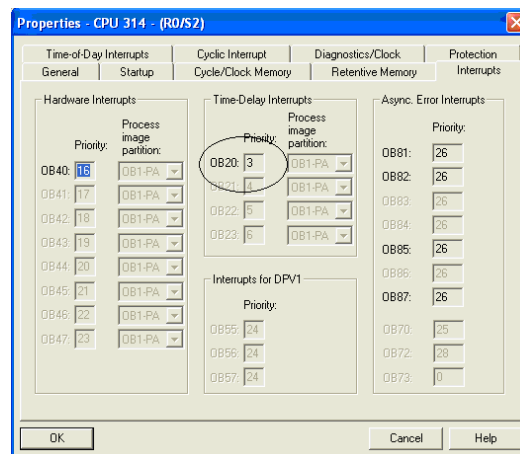 Properties - CPU 314 - (R0/S2)
Time-of-Day Interrupts Cyclic Interrupt Diagnostics/Clock Protection
General Startup Cycle/Clock Memory Retentive Memory Interrupts
Hardware Interrupts
Priority: Process image partition:
OB40: 16 OB1-PA
OB41: 17 OB1-PA
OB42: 18 OB1-PA
OB43: 19 OB1-PA
OB44: 20 OB1-PA
OB45: 21 OB1-PA
OB46: 22 OB1-PA
OB47: 23 OB1-PA
Time-Delay Interrupts
Priority: Process image partition:
OB20: 3 OB1-PA
OB21: 4 OB1-PA
OB22: 5 OB1-PA
OB23: 6 OB1-PA
Interrupts for DPV1
Priority:
OB55: 24
OB56: 24
OB57: 24
Async. Error Interrupts
Priority:
OB81: 26
OB82: 26
OB83: 26
OB84: 26
OB85: 26
OB86: 26
OB87: 26
OB70: 25
OB72: 28
OB73: 0
OK Cancel Help